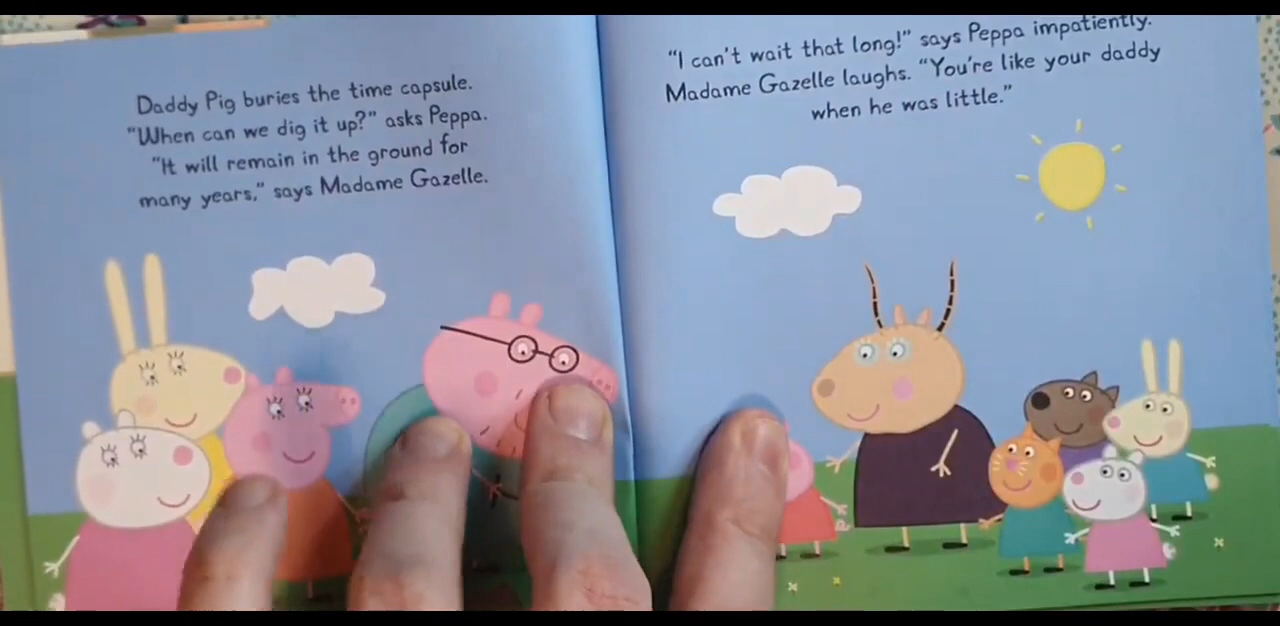 Daddy Pig buries the time capsule.
"When can we dig it up?" asks Peppa.
"It will remain in the ground for
many years," says Madame Gazelle.
"I can't wait that long!" says Peppa impatiently.
Madame Gazelle laughs. "You're like your daddy
when he was little."